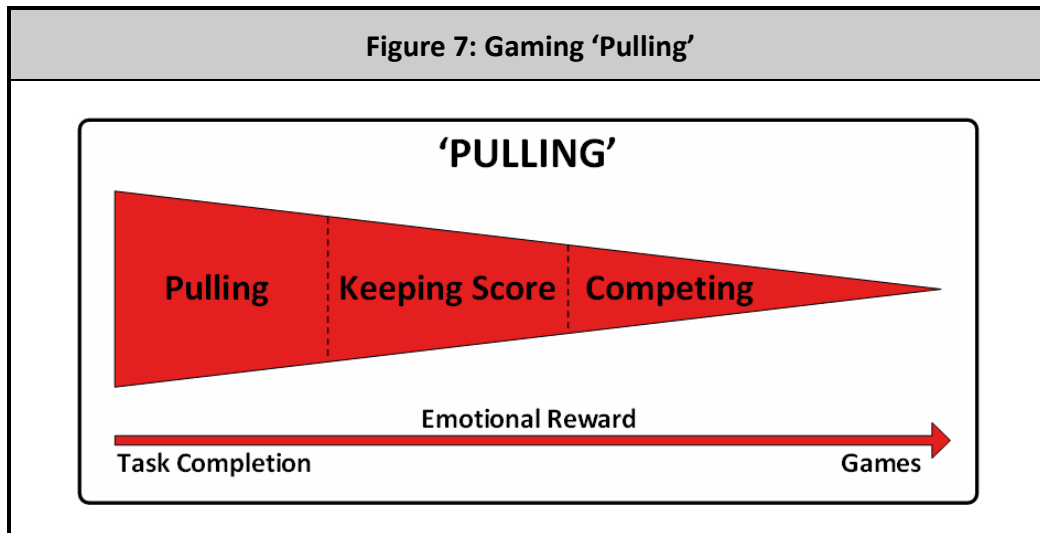 Figure 7: Gaming ‘Pulling’
‘PULLING’
Pulling Keeping Score Competing
Emotional Reward
Task Completion Games